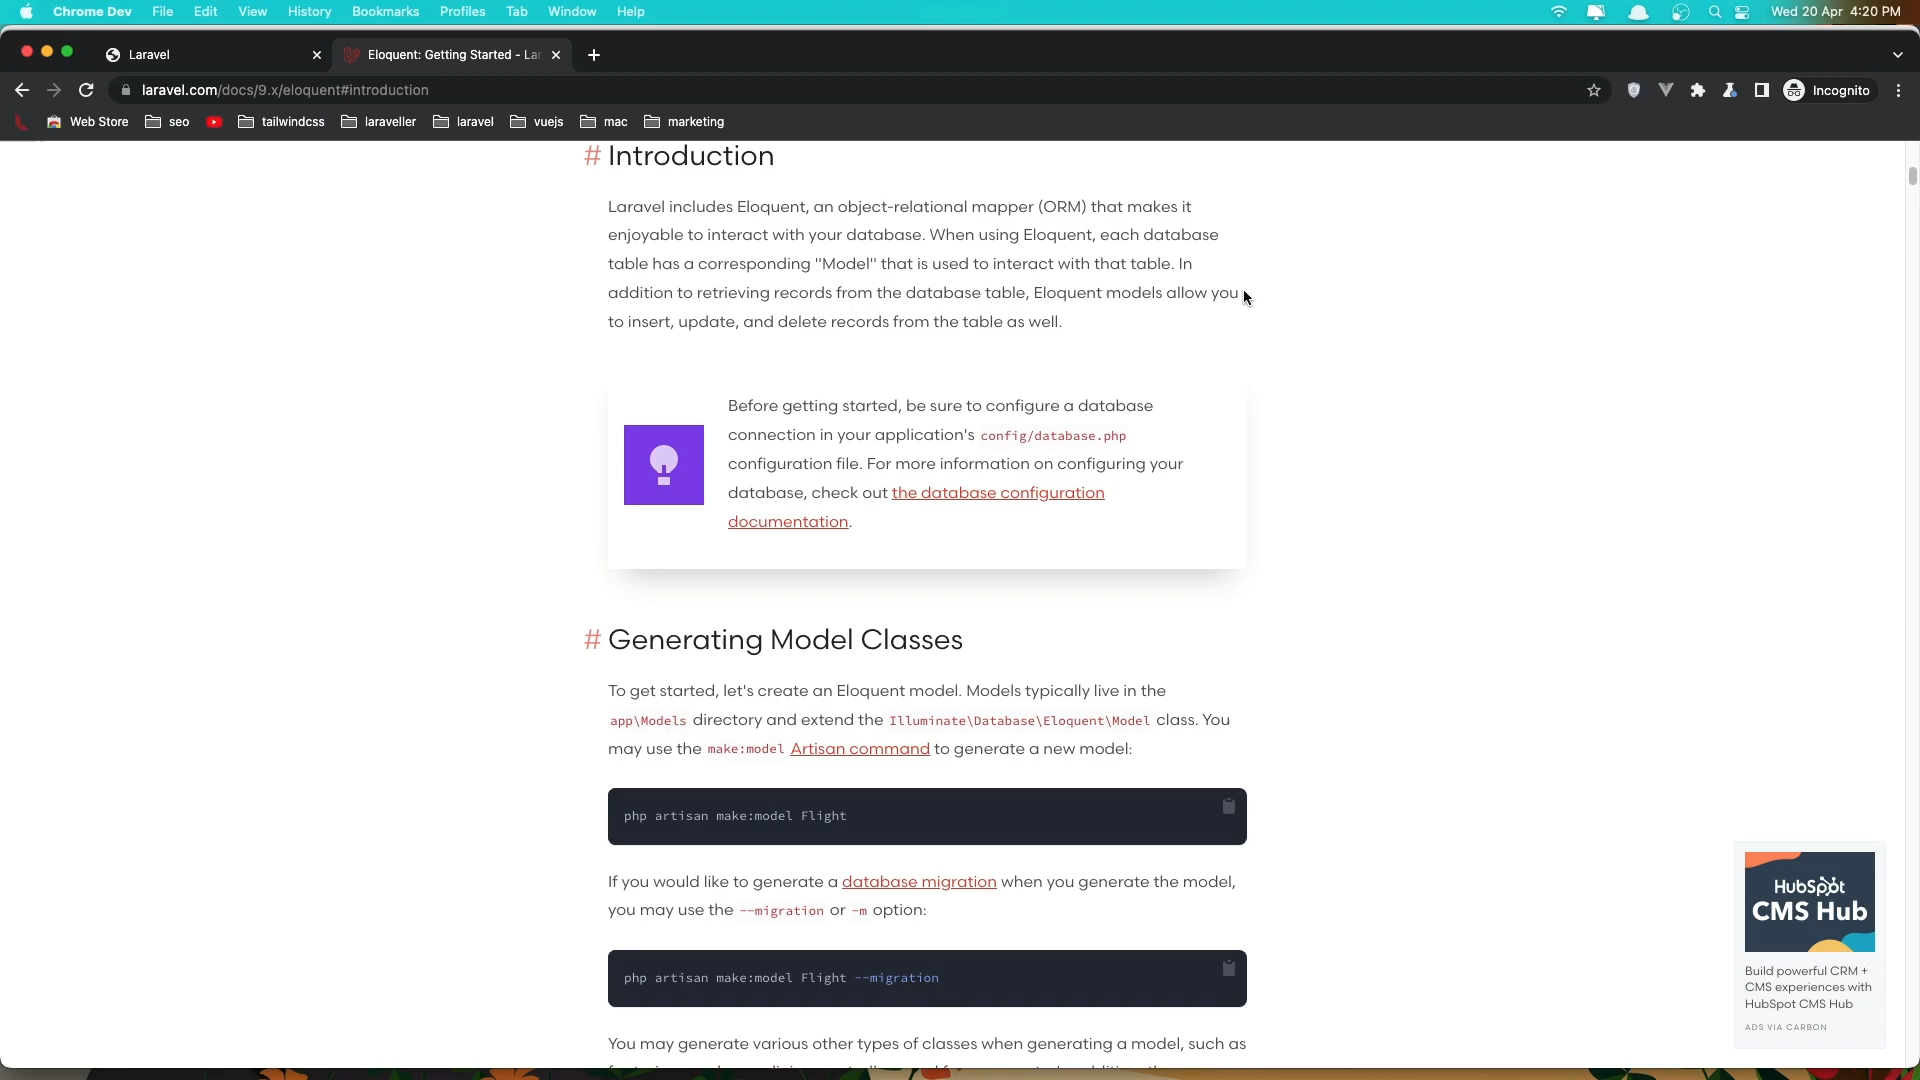 Chrome Dev File Edit View History Bookmarks Profiles Tab Window Help Wed 20 Apr 4:20 PM
Laravel Eloquent: Getting Started - La
laravel.com/docs/9.x/eloquent#introduction Incognito
Web Store seo tailwindcss laraveller laravel vuejs mac marketing
# Introduction
Laravel includes Eloquent, an object-relational mapper (ORM) that makes it
enjoyable to interact with your database. When using Eloquent, each database
table has a corresponding "Model" that is used to interact with that table. In
addition to retrieving records from the database table, Eloquent models allow you
to insert, update, and delete records from the table as well.
Before getting started, be sure to configure a database
connection in your application's config/database.php
configuration file. For more information on configuring your
database, check out the database configuration
documentation.
# Generating Model Classes
To get started, let's create an Eloquent model. Models typically live in the
app\Models directory and extend the Illuminate\Database\Eloquent\Model class. You
may use the make:model Artisan command to generate a new model:
php artisan make:model Flight
If you would like to generate a database migration when you generate the model,
you may use the --migration or -m option:
php artisan make:model Flight --migration
You may generate various other types of classes when generating a model, such as
HubSpot
CMS Hub
Build powerful CRM +
CMS experiences with
HubSpot CMS Hub
ADS VIA CARBON